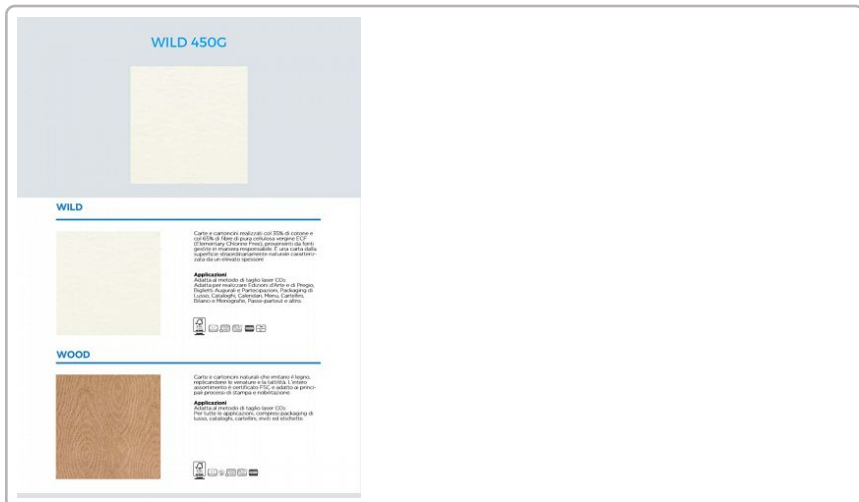 WILD 450G
WILD
Carte e cartoncini realizzati col 35% di cotone e
col 65% di fibre di pura cellulosa vergine ECF
(Elementary Chlorine Free), provenienti da fonti
gestite in maniera responsabile. È una carta dalla
superficie straordinariamente naturale caratteriz-
zata da un elevato spessore
Applicazioni
Adatta al metodo di taglio laser CO₂
Adatta per realizzare Edizioni d'Arte e di Pregio,
Biglietti Augurali e Partecipazioni, Packaging di
Lusso, Cataloghi, Calendari, Menu, Cartellini,
Bilanci e Monografie, Passe-partout e altro.
WOOD
Carte e cartoncini naturali che imitano il legno,
replicandone le venature e la tattilità. L'intero
assortimento è certificato FSC e adatto ai princi-
pali processi di stampa e nobilitazione.
Applicazioni
Adatta al metodo di taglio laser CO₂
Per tutte le applicazioni, compresi packaging di
lusso, cataloghi, cartellini, inviti ed etichette.